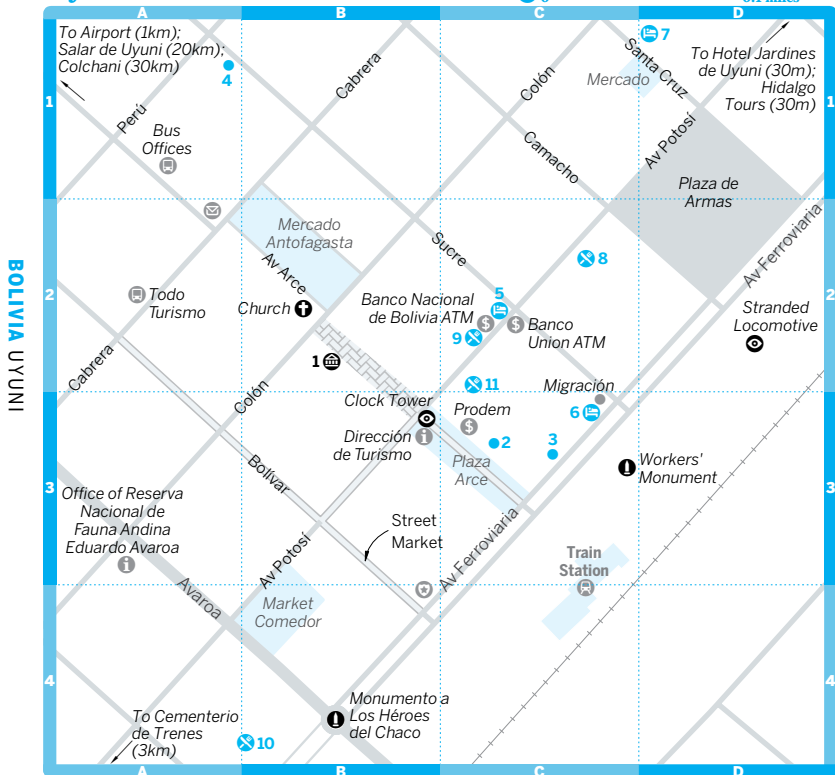 A
B
C
D
To Airport (1km);
Salar de Uyuni (20km);
Colchani (30km)
4
7
Santa Cruz
Mercado
To Hotel Jardines
de Uyuni (30m);
Hidalgo
Tours (30m)
1
1
Cabrera
Colón
Perú
Bus
Offices
Camacho
Av Potosí
Plaza de
Armas
Mercado
Antofagasta
Sucre
Av Ferroviaria
8
Av Arce
BOLIVIA UYUNI
2
2
Todo
Turismo
Church
Banco Nacional
de Bolivia ATM
5
$
$
Banco
Union ATM
Stranded
Locomotive
9
1
Cabrera
Colón
11
Migración
Clock Tower
Prodem
$
6
Dirección
de Turismo
2
3
Plaza
Arce
Workers'
Monument
3
3
Bolívar
Office of Reserva
Nacional de
Fauna Andina
Eduardo Avaroa
Street
Market
Av Potosí
Av Ferroviaria
Train
Station
Avaroa
Market
Comedor
4
4
Monumento a
Los Héroes
del Chaco
To Cementerio
de Trenes
(3km)
10
A
B
C
D